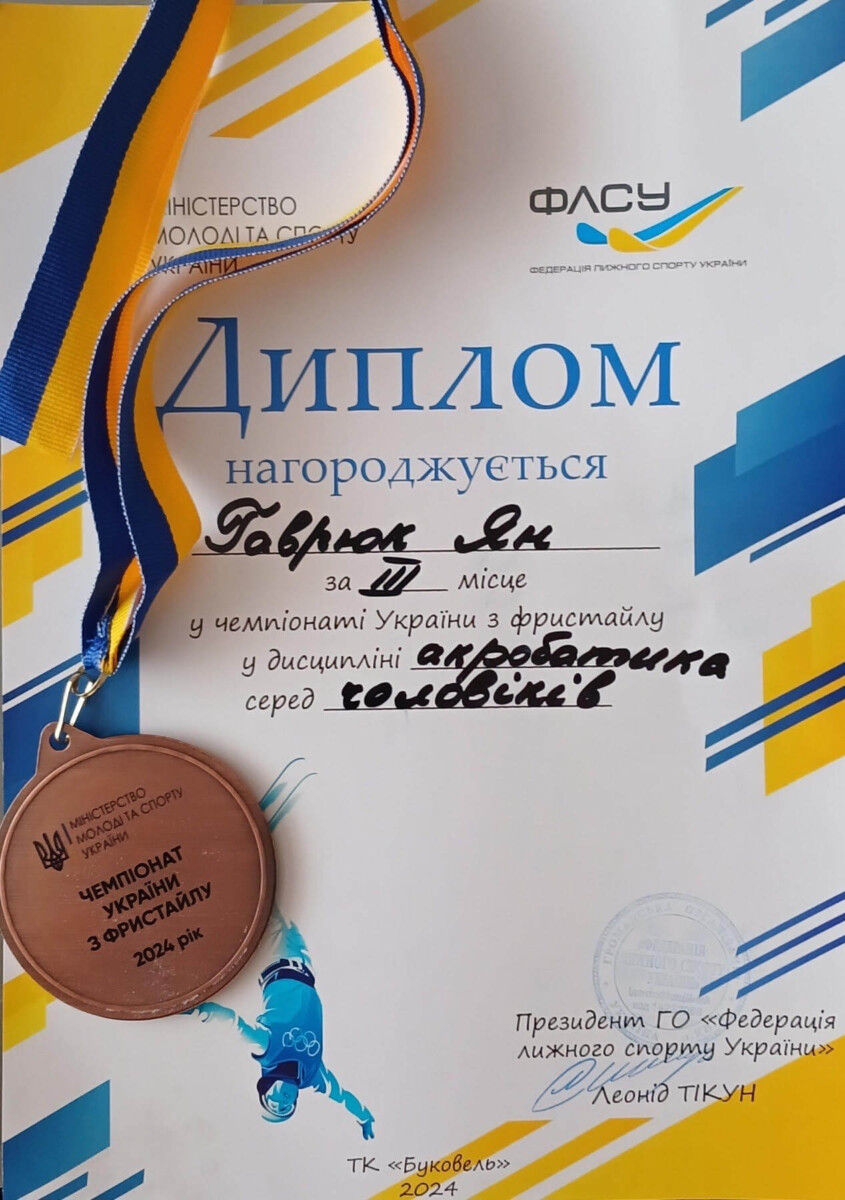 МІНІСТЕРСТВО
МОЛОДІ ТА СПОРТУ
УКРАЇНИ
ФЛСУ
ФЕДЕРАЦІЯ ЛИЖНОГО СПОРТУ УКРАЇНИ
Диплом
нагороджується
Гаврюк Ян
за III місце
у чемпіонаті України з фристайлу
у дисципліні акробатика
серед чоловіків
МІНІСТЕРСТВО
МОЛОДІ ТА СПОРТУ
УКРАЇНИ
ЧЕМПІОНАТ
УКРАЇНИ
З ФРИСТАЙЛУ
2024 рік
Президент ГО «Федерація
лижного спорту України»
Леонід ТІКУН
ТК «Буковель»
2024